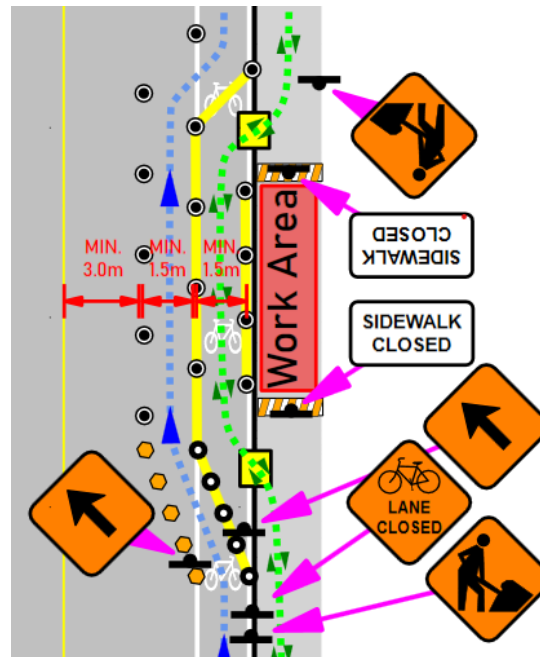 SIDEWALK
CLOSED
MIN.
3.0m
MIN.
1.5m
MIN.
1.5m
Work Area
SIDEWALK
CLOSED
LANE
CLOSED